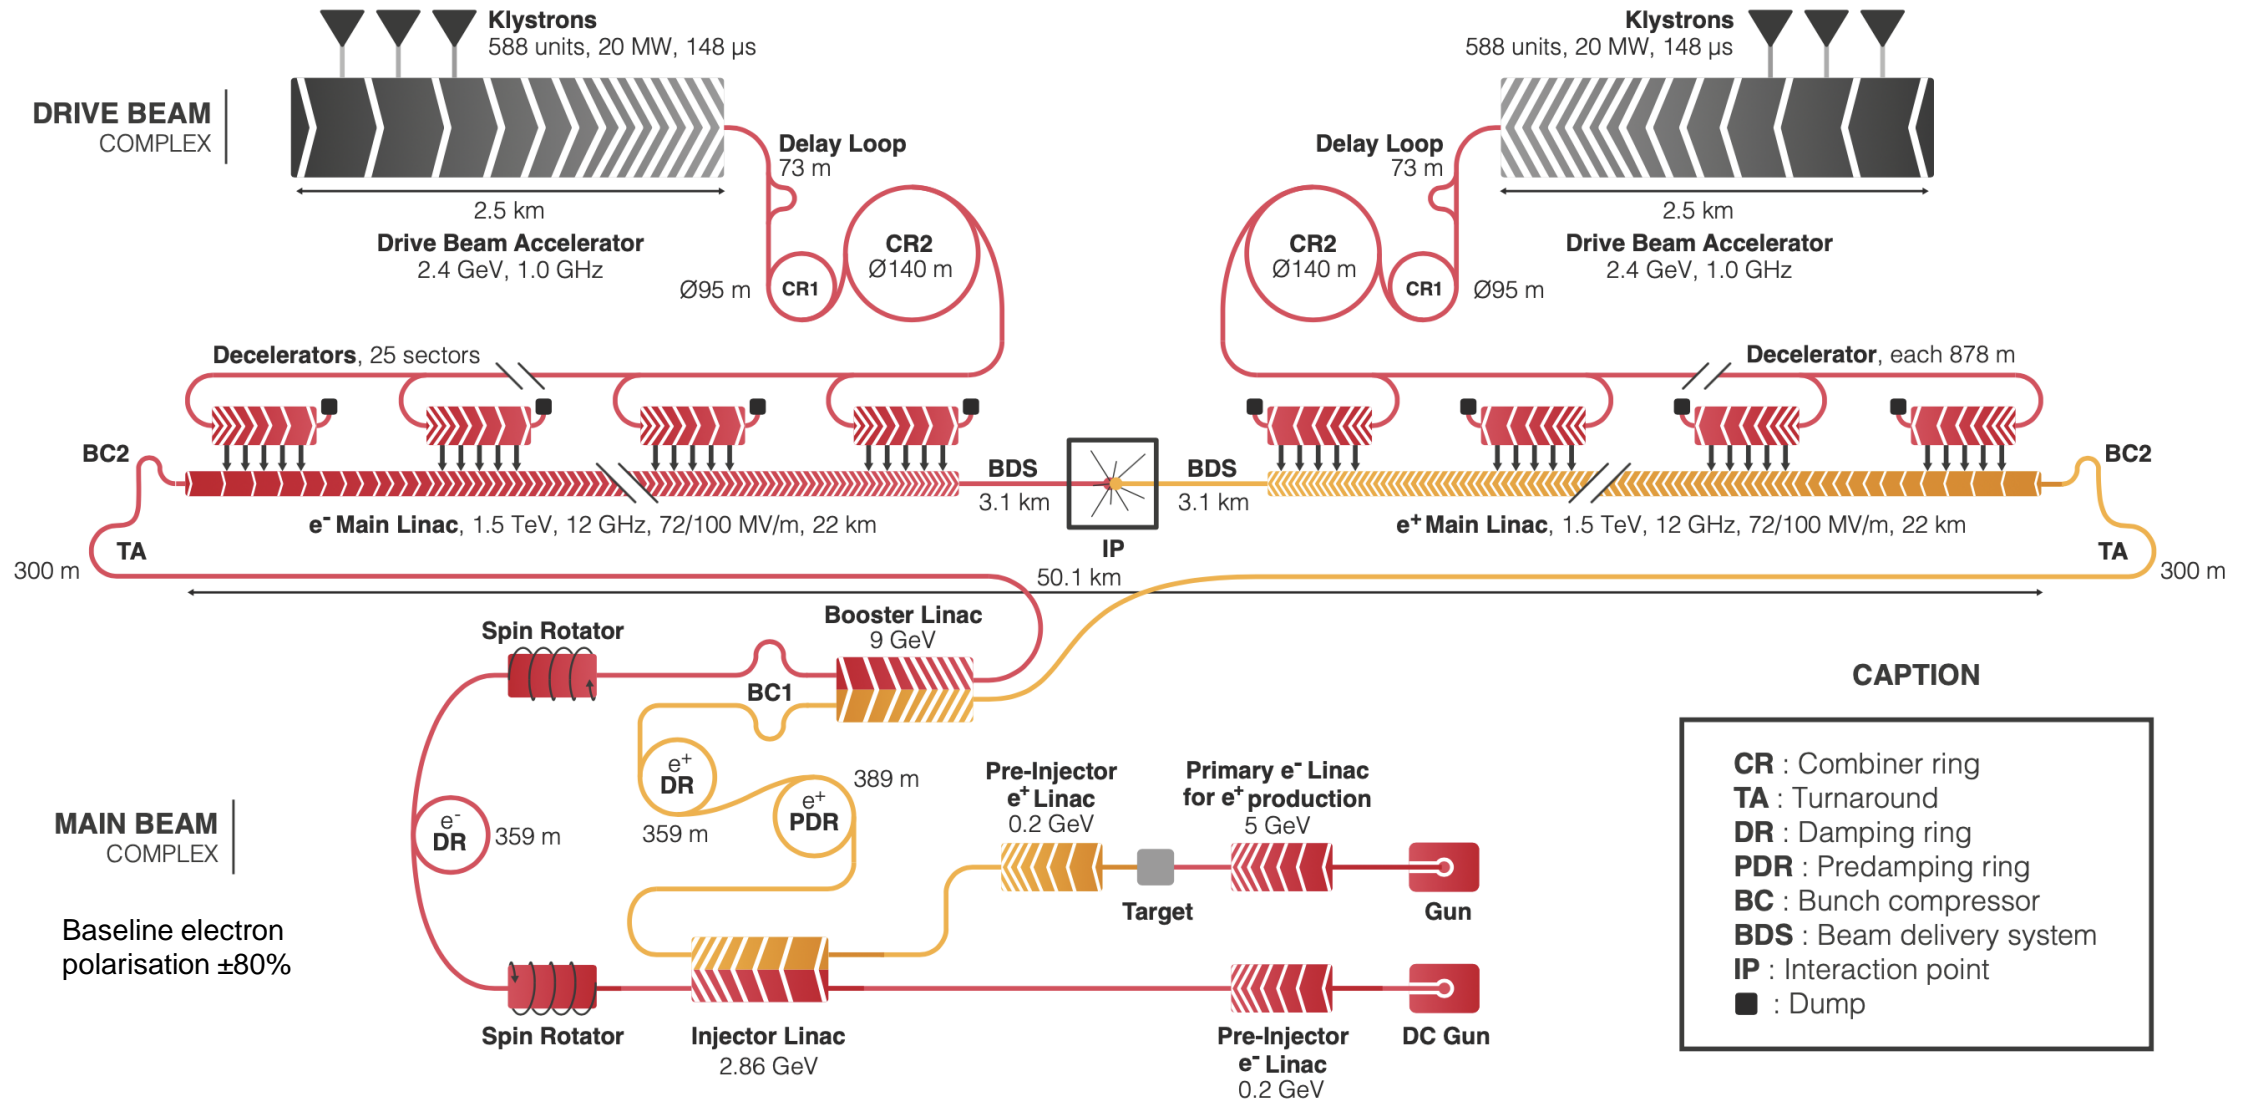 Klystrons
588 units, 20 MW, 148 µs
Klystrons
588 units, 20 MW, 148 µs
DRIVE BEAM
COMPLEX
Delay Loop
73 m
Delay Loop
73 m
2.5 km
2.5 km
Drive Beam Accelerator
2.4 GeV, 1.0 GHz
Drive Beam Accelerator
2.4 GeV, 1.0 GHz
CR2
Ø140 m
CR2
Ø140 m
Ø95 m
CR1
CR1
Ø95 m
Decelerators, 25 sectors
Decelerator, each 878 m
BC2
BC2
BDS
3.1 km
BDS
3.1 km
e- Main Linac, 1.5 TeV, 12 GHz, 72/100 MV/m, 22 km
e+ Main Linac, 1.5 TeV, 12 GHz, 72/100 MV/m, 22 km
IP
TA
300 m
TA
300 m
50.1 km
Booster Linac
9 GeV
Spin Rotator
BC1
CAPTION
CR : Combiner ring
TA : Turnaround
DR : Damping ring
PDR : Predamping ring
BC : Bunch compressor
BDS : Beam delivery system
IP : Interaction point
: Dump
e+
DR
359 m
e+
PDR
389 m
Pre-Injector
e+ Linac
0.2 GeV
Primary e- Linac
for e+ production
5 GeV
MAIN BEAM
COMPLEX
e-
DR
359 m
Target
Gun
Baseline electron
polarisation ±80%
Spin Rotator
Injector Linac
2.86 GeV
Pre-Injector
e- Linac
0.2 GeV
DC Gun